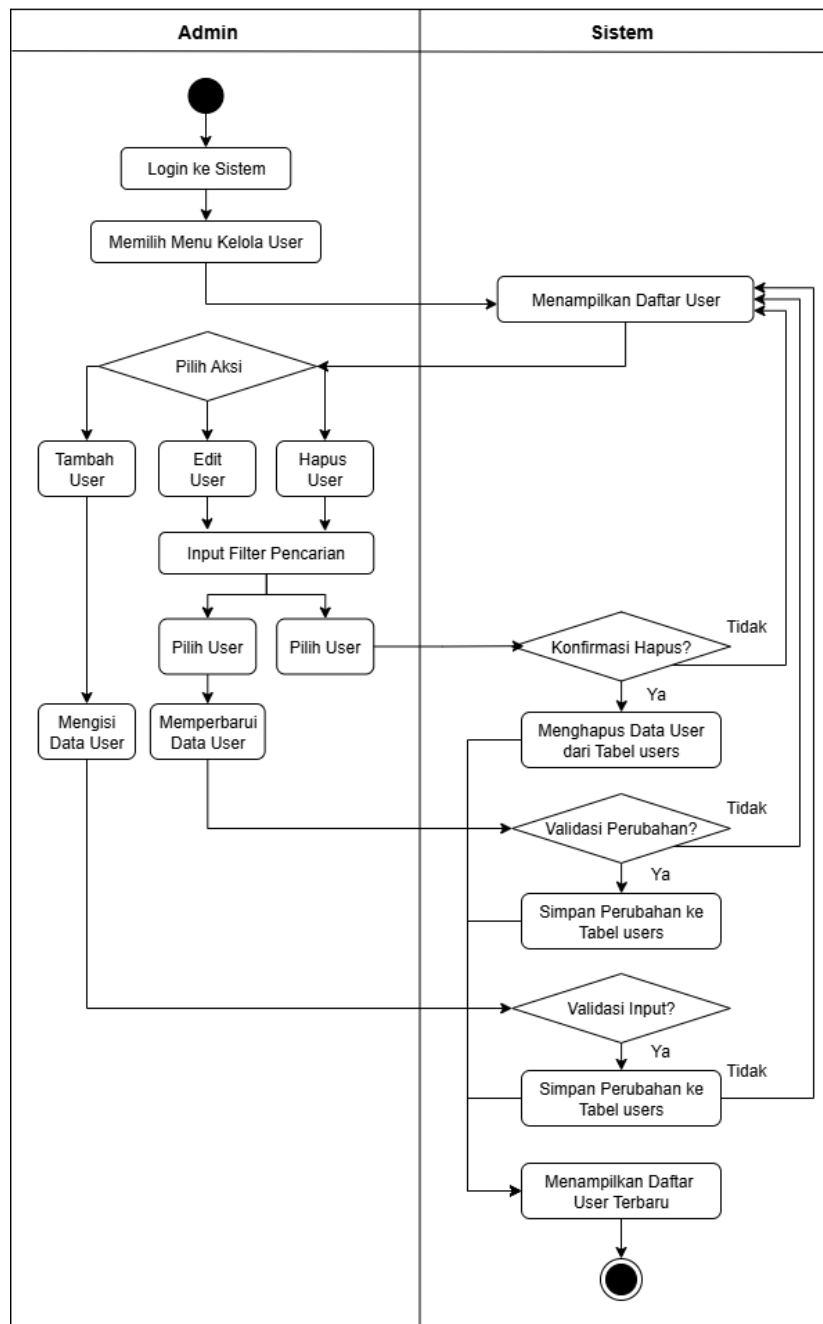 Admin
Sistem
Login ke Sistem
Memilih Menu Kelola User
Menampilkan Daftar User
Pilih Aksi
Tambah
User
Edit
User
Hapus
User
Input Filter Pencarian
Pilih User
Pilih User
Konfirmasi Hapus?
Tidak
Ya
Mengisi
Data User
Memperbarui
Data User
Menghapus Data User
dari Tabel users
Validasi Perubahan?
Tidak
Ya
Simpan Perubahan ke
Tabel users
Validasi Input?
Ya
Tidak
Simpan Perubahan ke
Tabel users
Menampilkan Daftar
User Terbaru